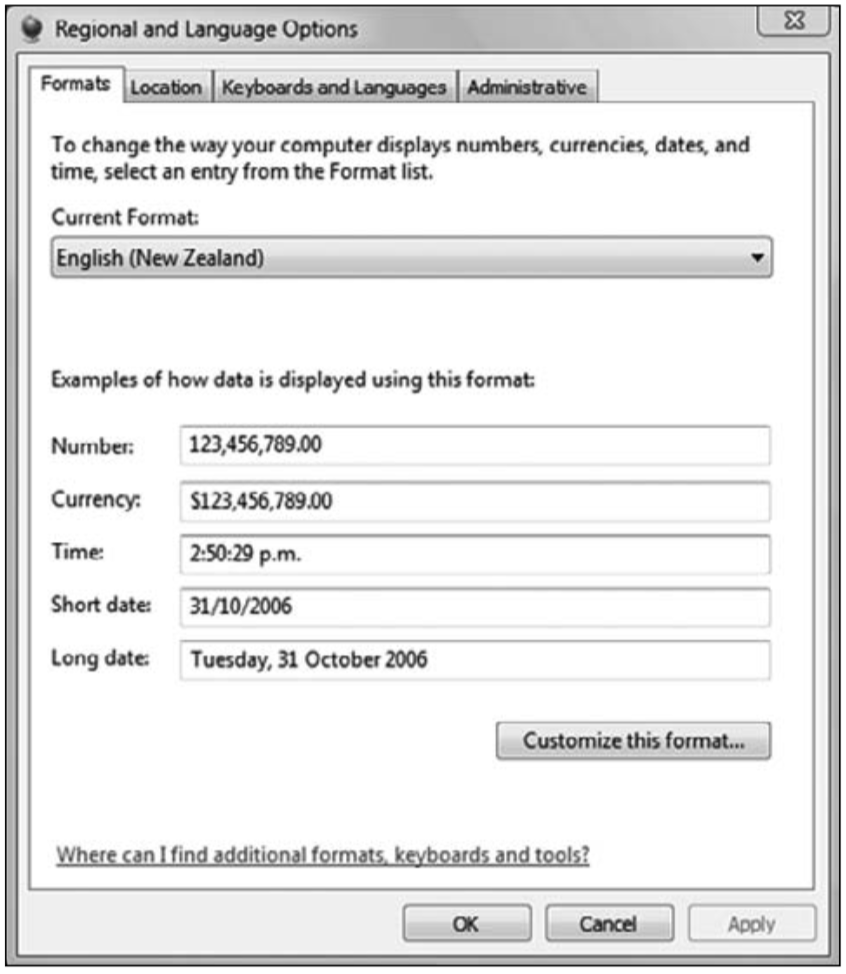 Regional and Language Options
Formats Location Keyboards and Languages Administrative
To change the way your computer displays numbers, currencies, dates, and
time, select an entry from the Format list.
Current Format:
English (New Zealand)
Examples of how data is displayed using this format:
Number: 123,456,789.00
Currency: $123,456,789.00
Time: 2:50:29 p.m.
Short date: 31/10/2006
Long date: Tuesday, 31 October 2006
Customize this format...
Where can I find additional formats, keyboards and tools?
OK Cancel Apply